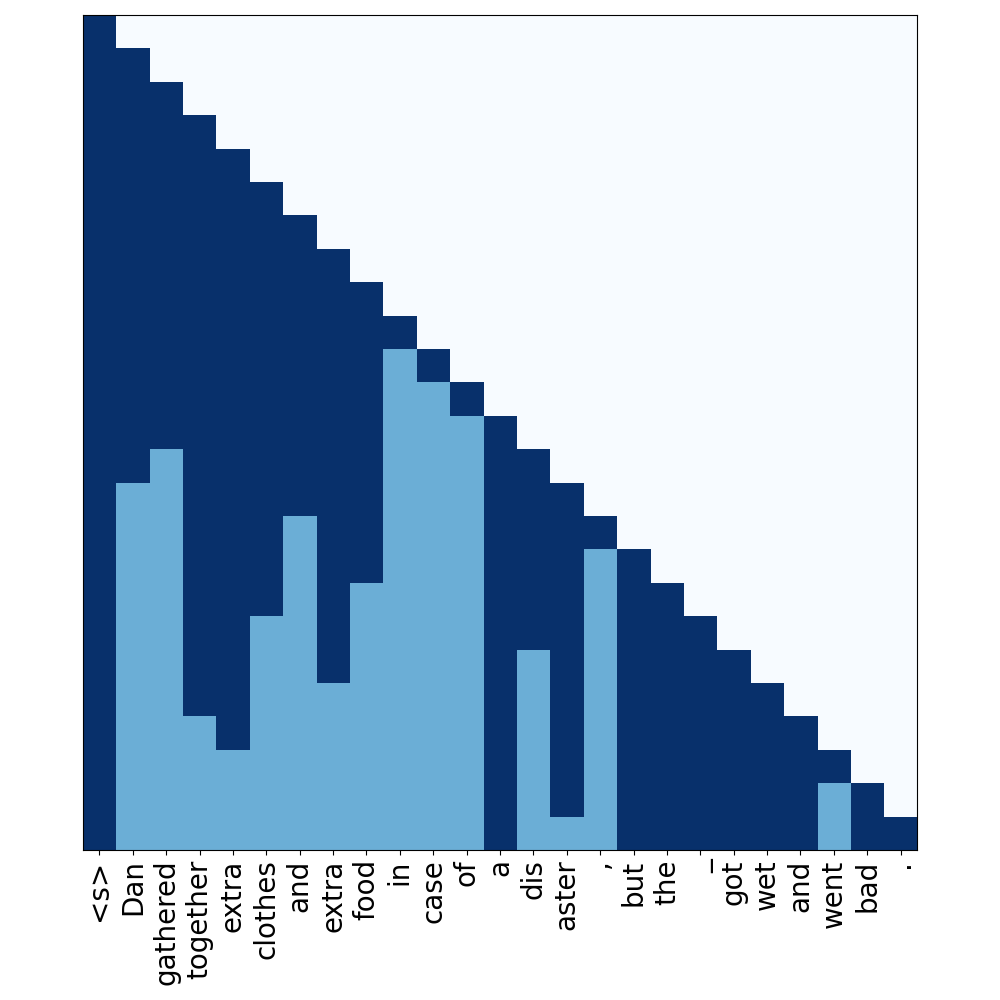 <s>
Dan
gathered
together
extra
clothes
and
extra
food
in
case
of
a
dis
aster
,
but
the
_
got
wet
and
went
bad
.